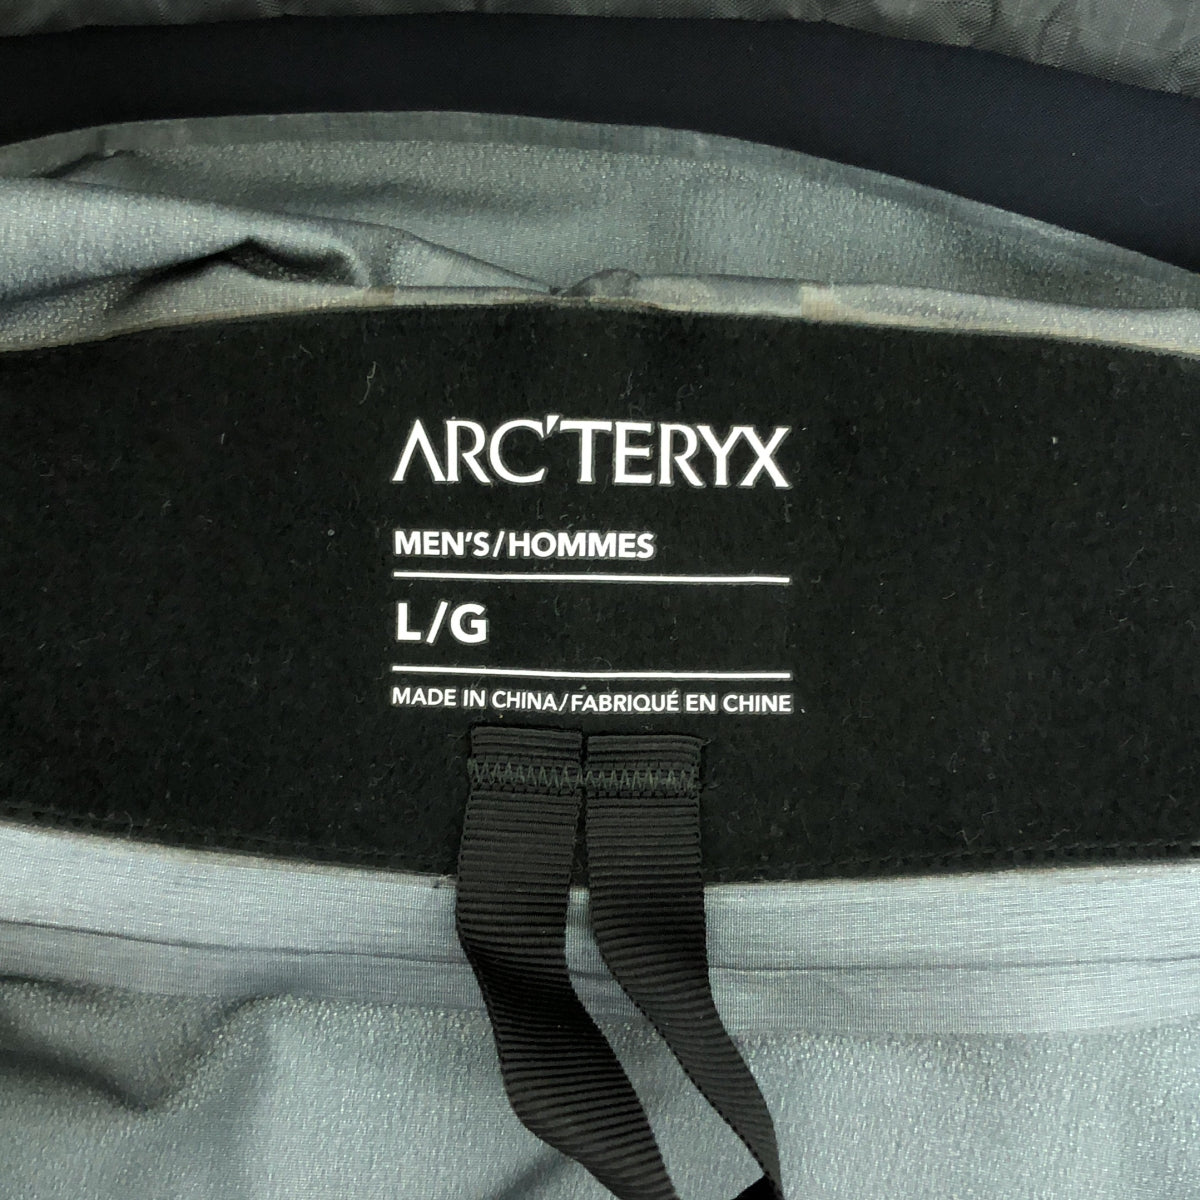 ARC'TERYX
MEN'S/HOMMES
L/G
MADE IN CHINA/FABRIQUÉ EN CHINE